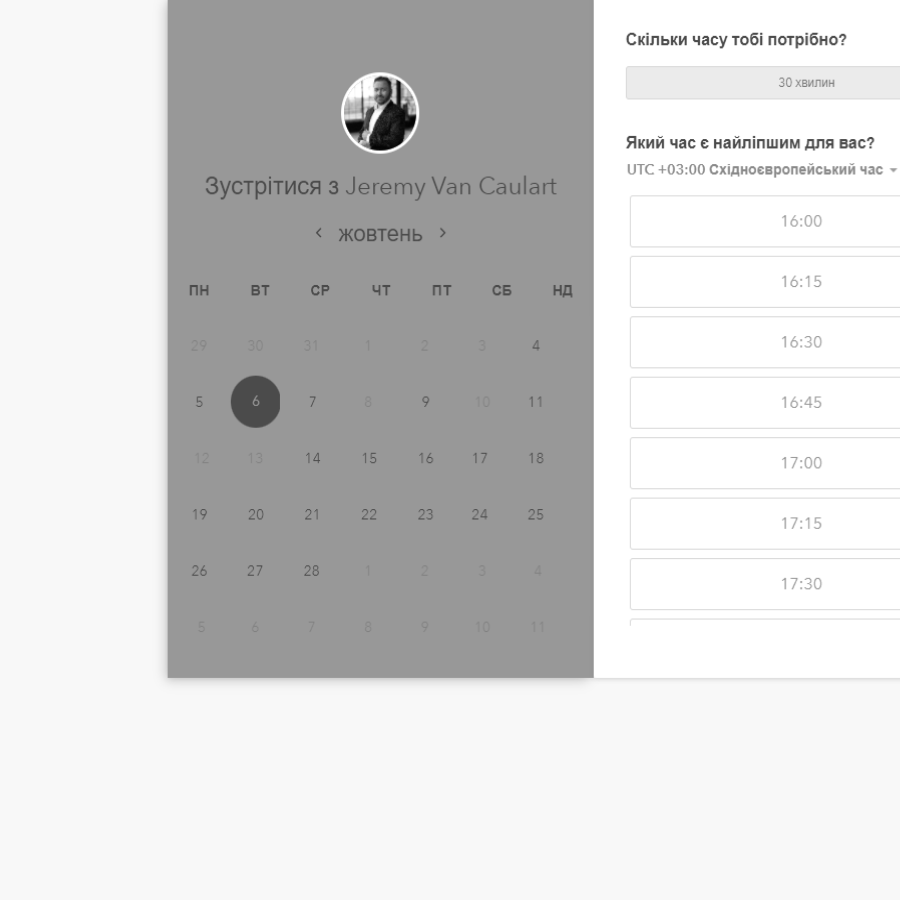 Зустрітися з Jeremy Van Caulart
‹ жовтень ›
ПН ВТ СР ЧТ ПТ СБ НД
29 30 31 1 2 3 4
5 6 7 8 9 10 11
12 13 14 15 16 17 18
19 20 21 22 23 24 25
26 27 28 1 2 3 4
5 6 7 8 9 10 11
Скільки часу тобі потрібно?
30 хвилин
Який час є найліпшим для вас?
UTC +03:00 Східноєвропейський час
16:00
16:15
16:30
16:45
17:00
17:15
17:30